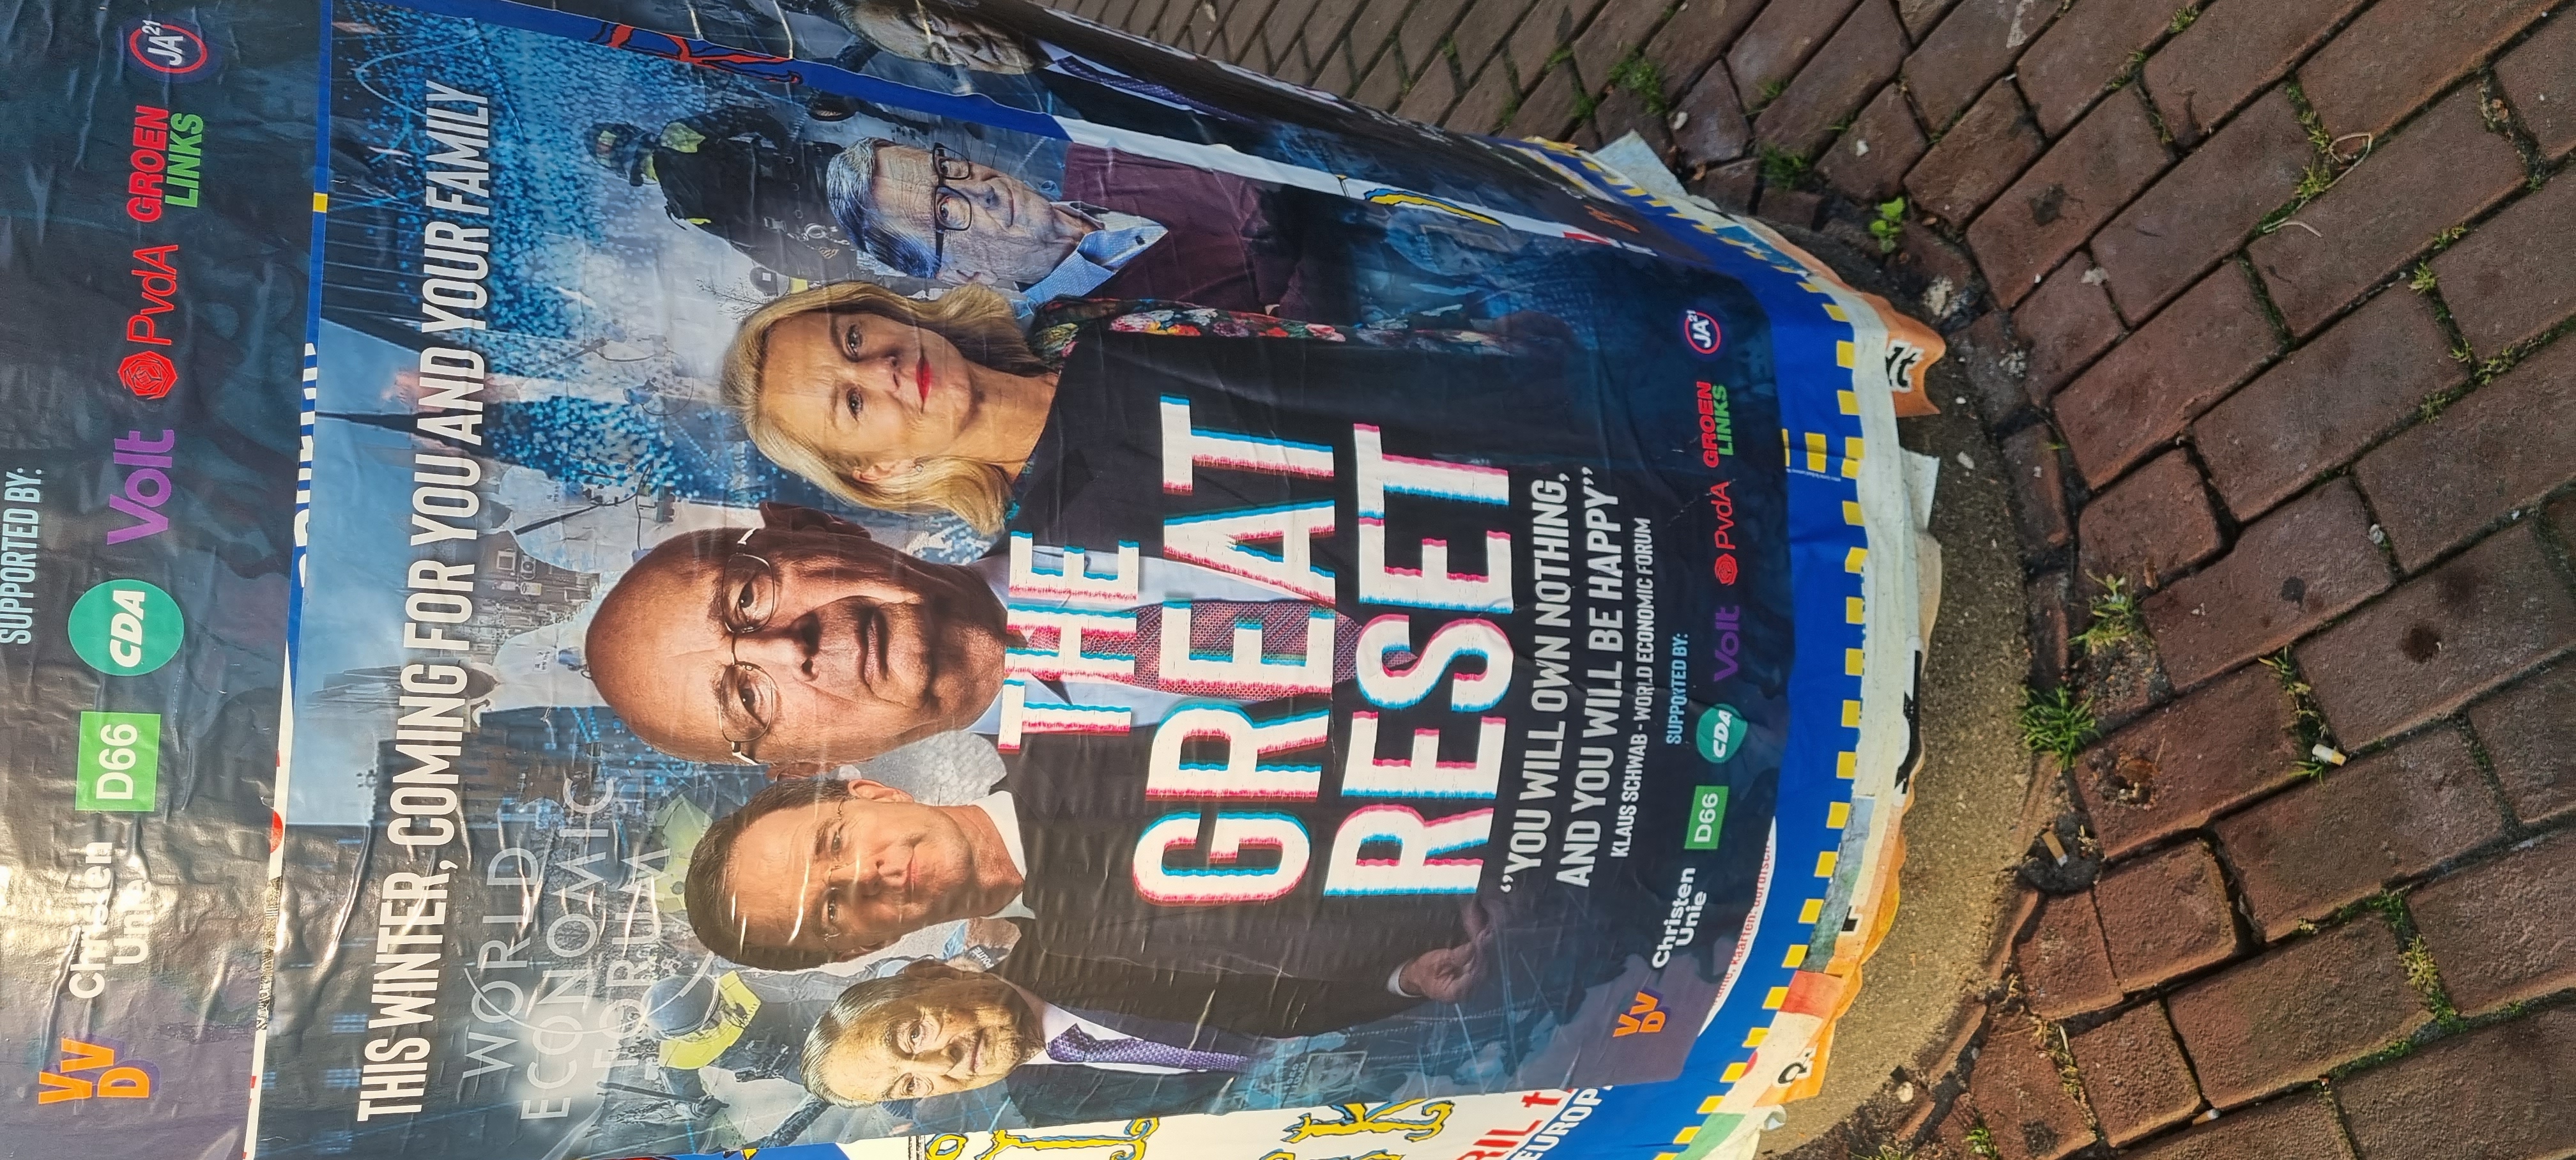 SUPPORTED BY:
VVD
Christen
Unie
D66
CDA
Volt
PvdA
GROEN
LINKS
JA21
THIS WINTER, COMING FOR YOU AND YOUR FAMILY
WORLD
ECONOMIC
FORUM
THE
GREAT
RESET
"YOU WILL OWN NOTHING,
AND YOU WILL BE HAPPY"
KLAUS SCHWAB - WORLD ECONOMIC FORUM
SUPPORTED BY:
VVD
Christen
Unie
D66
CDA
Volt
PvdA
GROEN
LINKS
JA21